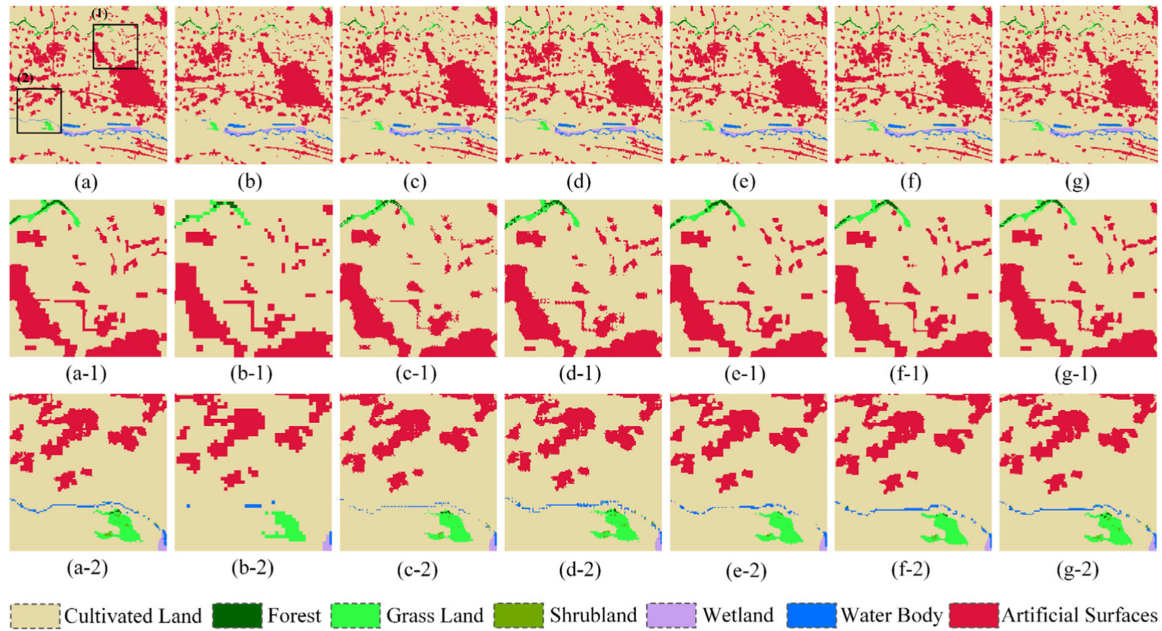 (1)
(2)
(a) (b) (c) (d) (e) (f) (g)
(a-1) (b-1) (c-1) (d-1) (e-1) (f-1) (g-1)
(a-2) (b-2) (c-2) (d-2) (e-2) (f-2) (g-2)
Cultivated Land Forest Grass Land Shrubland Wetland Water Body Artificial Surfaces